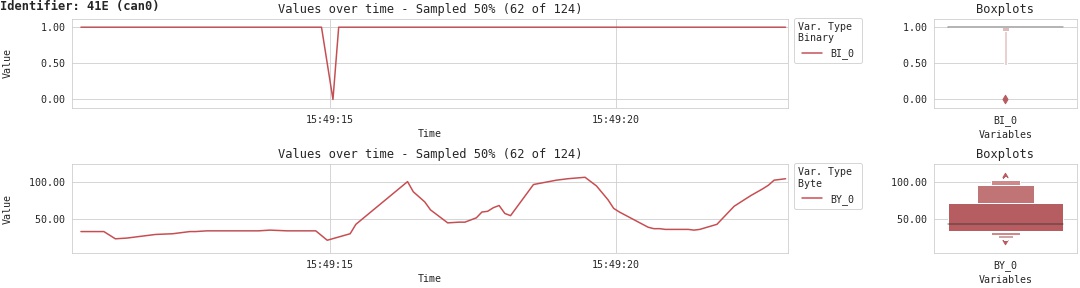 Identifier: 41E (can0)
Values over time - Sampled 50% (62 of 124)
Boxplots
Value
1.00
0.50
0.00
15:49:15
15:49:20
Time
Var. Type
Binary
BI_0
1.00
0.50
0.00
BI_0
Variables
Values over time - Sampled 50% (62 of 124)
Boxplots
Value
100.00
50.00
15:49:15
15:49:20
Time
Var. Type
Byte
BY_0
100.00
50.00
BY_0
Variables